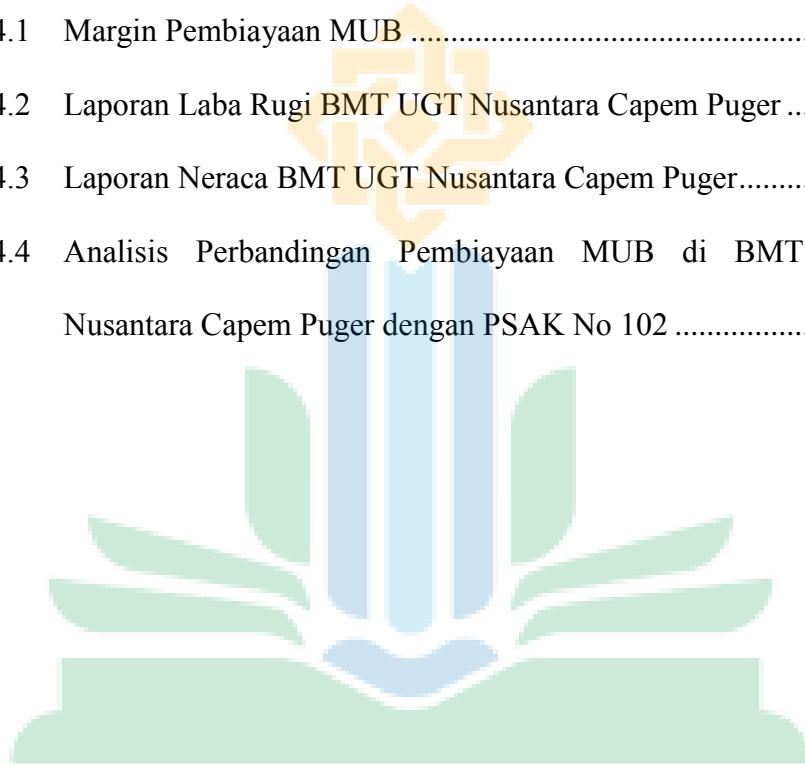 4.1 Margin Pembiayaan MUB ..................................................
4.2 Laporan Laba Rugi BMT UGT Nusantara Capem Puger ...
4.3 Laporan Neraca BMT UGT Nusantara Capem Puger.........
4.4 Analisis Perbandingan Pembiayaan MUB di BMT
Nusantara Capem Puger dengan PSAK No 102 .................